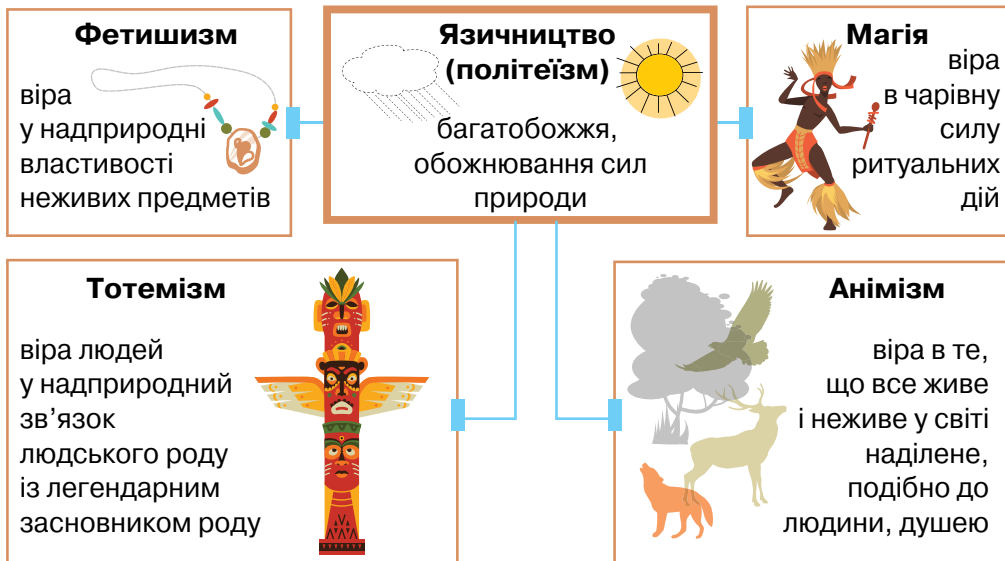 Фетишизм
віра
у надприродні
властивості
неживих предметів
Язичництво
(політеїзм)
багатобожжя,
обожнювання сил
природи
Магія
віра
в чарівну
силу
ритуальних
дій
Тотемізм
віра людей
у надприродний
зв’язок
людського роду
із легендарним
засновником роду
Анімізм
віра в те,
що все живе
і неживе у світі
наділене,
подібно до
людини, душею